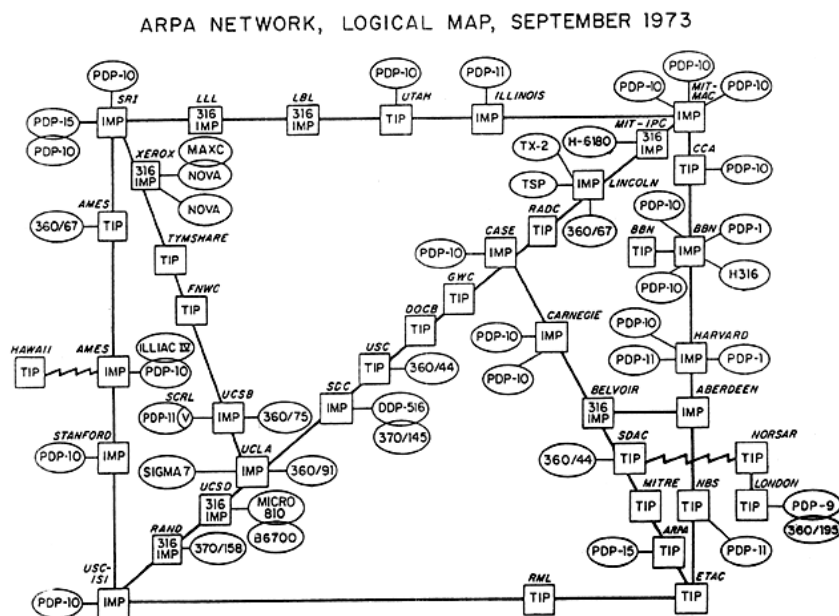 ARPA NETWORK, LOGICAL MAP, SEPTEMBER 1973
PDP-10
SRI
PDP-15
IMP
PDP-10
LLL
316
IMP
LBL
316
IMP
PDP-10
UTAH
TIP
PDP-11
ILLINOIS
IMP
PDP-10
PDP-10
MIT-
MAC
PDP-10
IMP
MIT-IPC
H-6180
316
IMP
XEROX
316
IMP
MAXC
NOVA
NOVA
TX-2
TSP
IMP
LINCOLN
360/67
CCA
TIP
PDP-10
AMES
360/67
TIP
TYMSHARE
TIP
RADC
TIP
CASE
PDP-10
IMP
BBN
TIP
PDP-10
BBN
IMP
PDP-1
H316
PDP-10
FNWC
TIP
GWC
TIP
DOCB
TIP
CARNEGIE
IMP
PDP-10
PDP-10
PDP-10
HARVARD
PDP-11
IMP
PDP-1
HAWAII
TIP
AMES
IMP
ILLIAC IV
PDP-10
USC
TIP
360/44
SDC
IMP
DDP-516
370/145
BELVOIR
316
IMP
ABERDEEN
IMP
SCRL
PDP-11 V
UCSB
IMP
360/75
STANFORD
PDP-10
IMP
UCLA
SIGMA 7
IMP
360/91
SDAC
360/44
TIP
NORSAR
TIP
UCSD
316
IMP
MICRO
810
B6700
MITRE
TIP
NBS
TIP
PDP-11
LONDON
TIP
PDP-9
360/195
RAND
316
IMP
370/158
ARPA
PDP-15
TIP
USC-
ISI
PDP-10
IMP
RML
TIP
ETAC
TIP